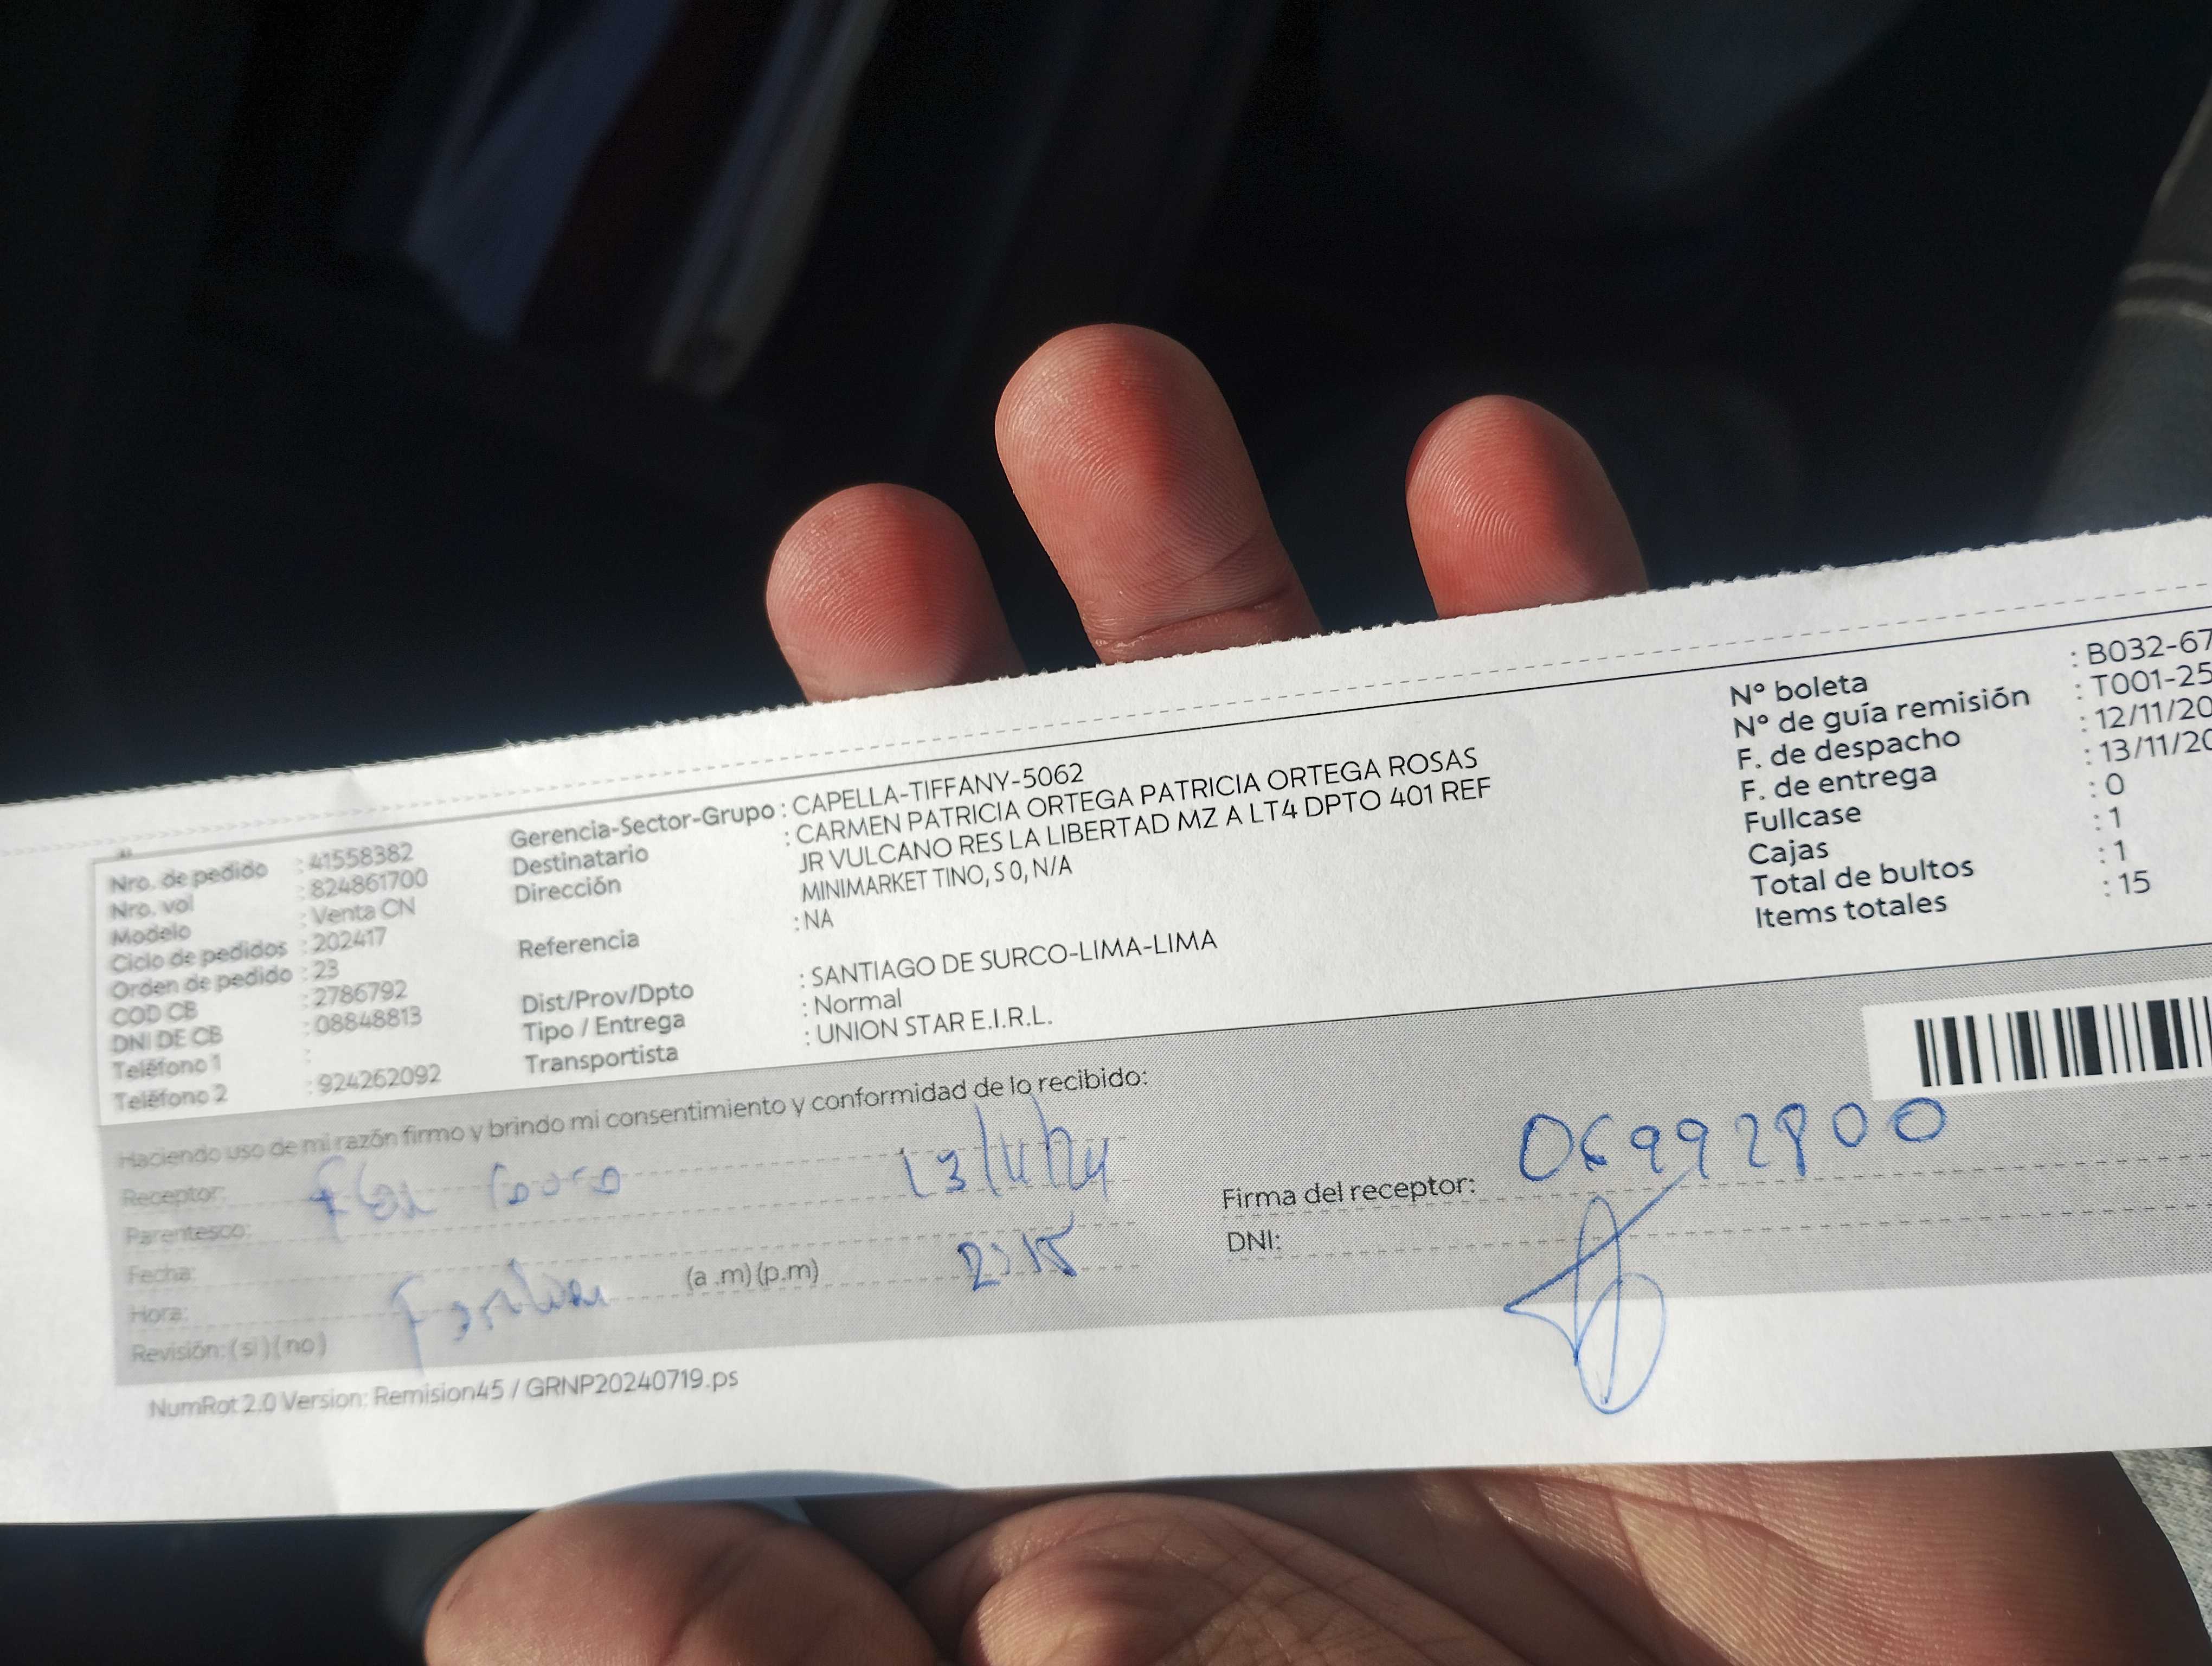 Nro. de pedido : 41558382
Nro. vol : 824861700
Modelo : Venta CN
Ciclo de pedidos : 202417
Orden de pedido : 23
COD CB : 2786792
DNI DE CB : 08848813
Teléfono 1 :
Teléfono 2 : 924262092
Gerencia-Sector-Grupo : CAPELLA-TIFFANY-5062
Destinatario : CARMEN PATRICIA ORTEGA PATRICIA ORTEGA ROSAS
Dirección JR VULCANO RES LA LIBERTAD MZ A LT4 DPTO 401 REF
MINIMARKET TINO, S 0, N/A
Referencia : NA
Dist/Prov/Dpto : SANTIAGO DE SURCO-LIMA-LIMA
Tipo / Entrega : Normal
Transportista : UNION STAR E.I.R.L.
Nº boleta : B032-67
Nº de guía remisión : T001-25
F. de despacho : 12/11/20
F. de entrega : 13/11/20
Fullcase : 0
Cajas : 1
Total de bultos : 1
Items totales : 15
Haciendo uso de mi razón firmo y brindo mi consentimiento y conformidad de lo recibido:
Receptor: 13/11/24
Parentesco:
Fecha:
Hora: (a .m) (p.m)
Revisión: ( si ) ( no )
Firma del receptor: 06992800
DNI:
NumRot 2.0 Version: Remision45 / GRNP20240719.ps